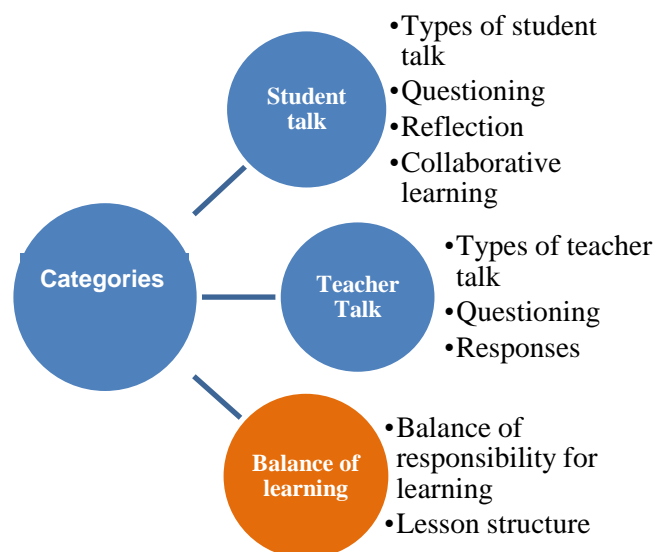 Categories
Student
talk
•Types of student
talk
•Questioning
•Reflection
•Collaborative
learning
Teacher
Talk
•Types of teacher
talk
•Questioning
•Responses
Balance of
learning
•Balance of
responsibility for
learning
•Lesson structure